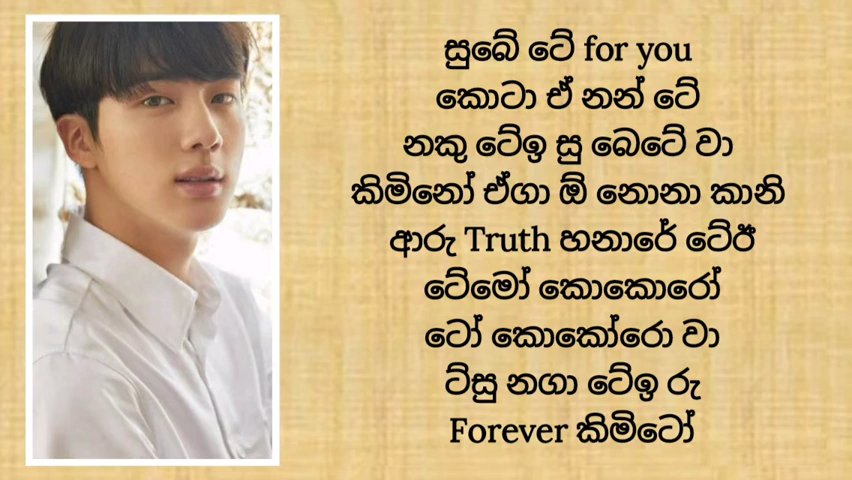 සුබේ ටේ for you
කොටා ඒ නන් ටේ
නකු ටේඉ සු බෙටේ වා
කිමිනෝ ඒගා ඕ නොනා කානි
ආරු Truth හනාරේ ටේඊ
ටේමෝ කොකොරෝ
ටෝ කොකෝරො වා
ට්සු නගා ටේඉ රු
Forever කිමිටෝ